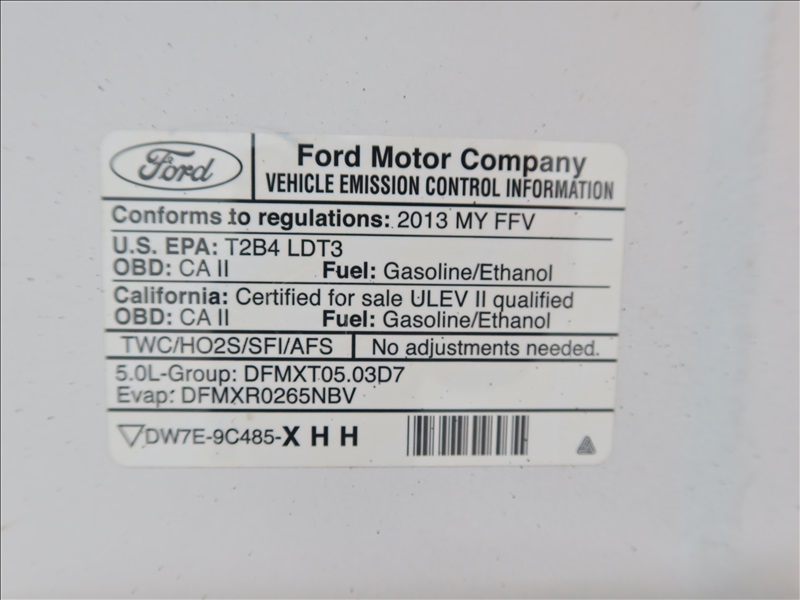 Ford
Ford Motor Company
VEHICLE EMISSION CONTROL INFORMATION
Conforms to regulations: 2013 MY FFV
U.S. EPA: T2B4 LDT3
OBD: CA II Fuel: Gasoline/Ethanol
California: Certified for sale ULEV II qualified
OBD: CA II Fuel: Gasoline/Ethanol
TWC/HO2S/SFI/AFS No adjustments needed.
5.0L-Group: DFMXT05.03D7
Evap: DFMXR0265NBV
DW7E-9C485-X H H